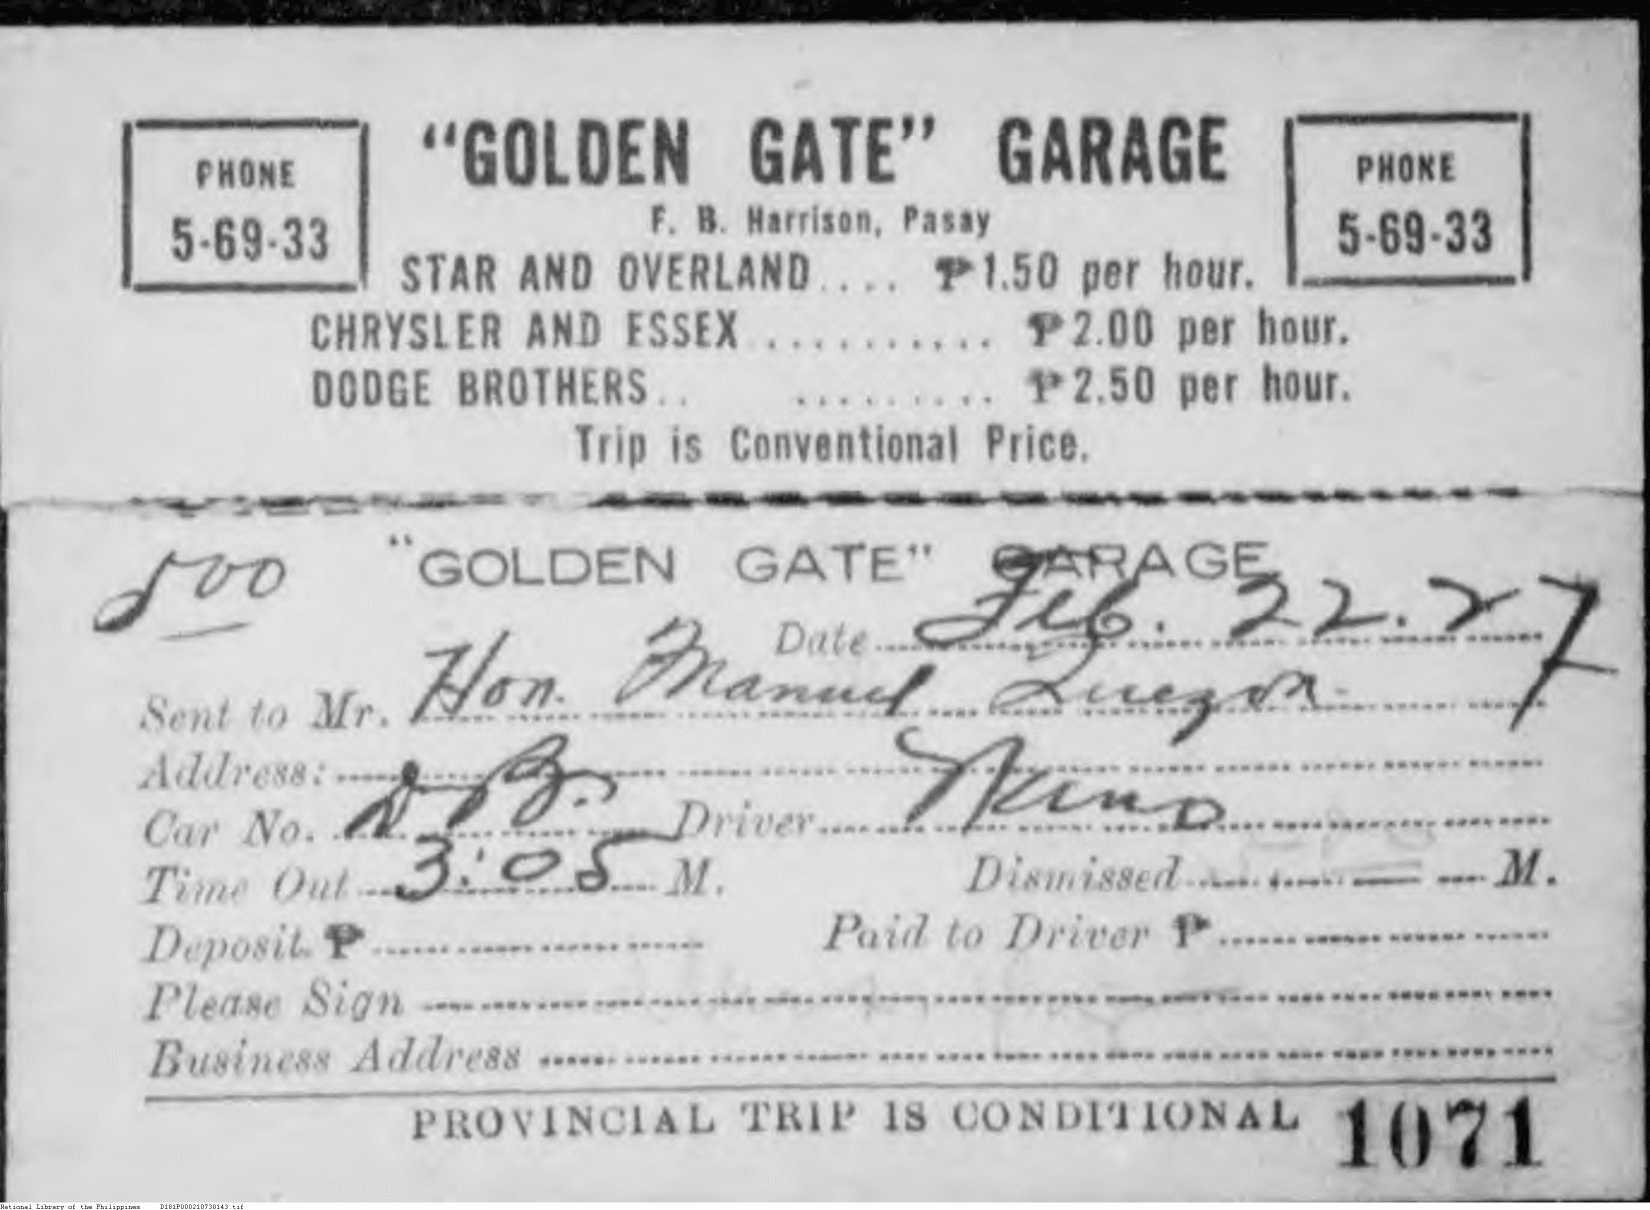 "GOLDEN GATE" GARAGE
PHONE
5-69-33
PHONE
5-69-33
F. B. Harrison, Pasay
STAR AND OVERLAND.... ₱1.50 per hour.
CHRYSLER AND ESSEX.......... ₱2.00 per hour.
DODGE BROTHERS.. ......... ₱2.50 per hour.
Trip is Conventional Price.
500
"GOLDEN GATE" GARAGE
Date Feb. 22. 27
Sent to Mr. Hon. Manuel Quezon
Address:
Car No. D. B. Driver
Time Out 3:05 M. Dismissed M.
Deposit ₱ Paid to Driver ₱
Please Sign
Business Address
PROVINCIAL TRIP IS CONDITIONAL 1071
National Library of the Philippines D181P000210730143.tif